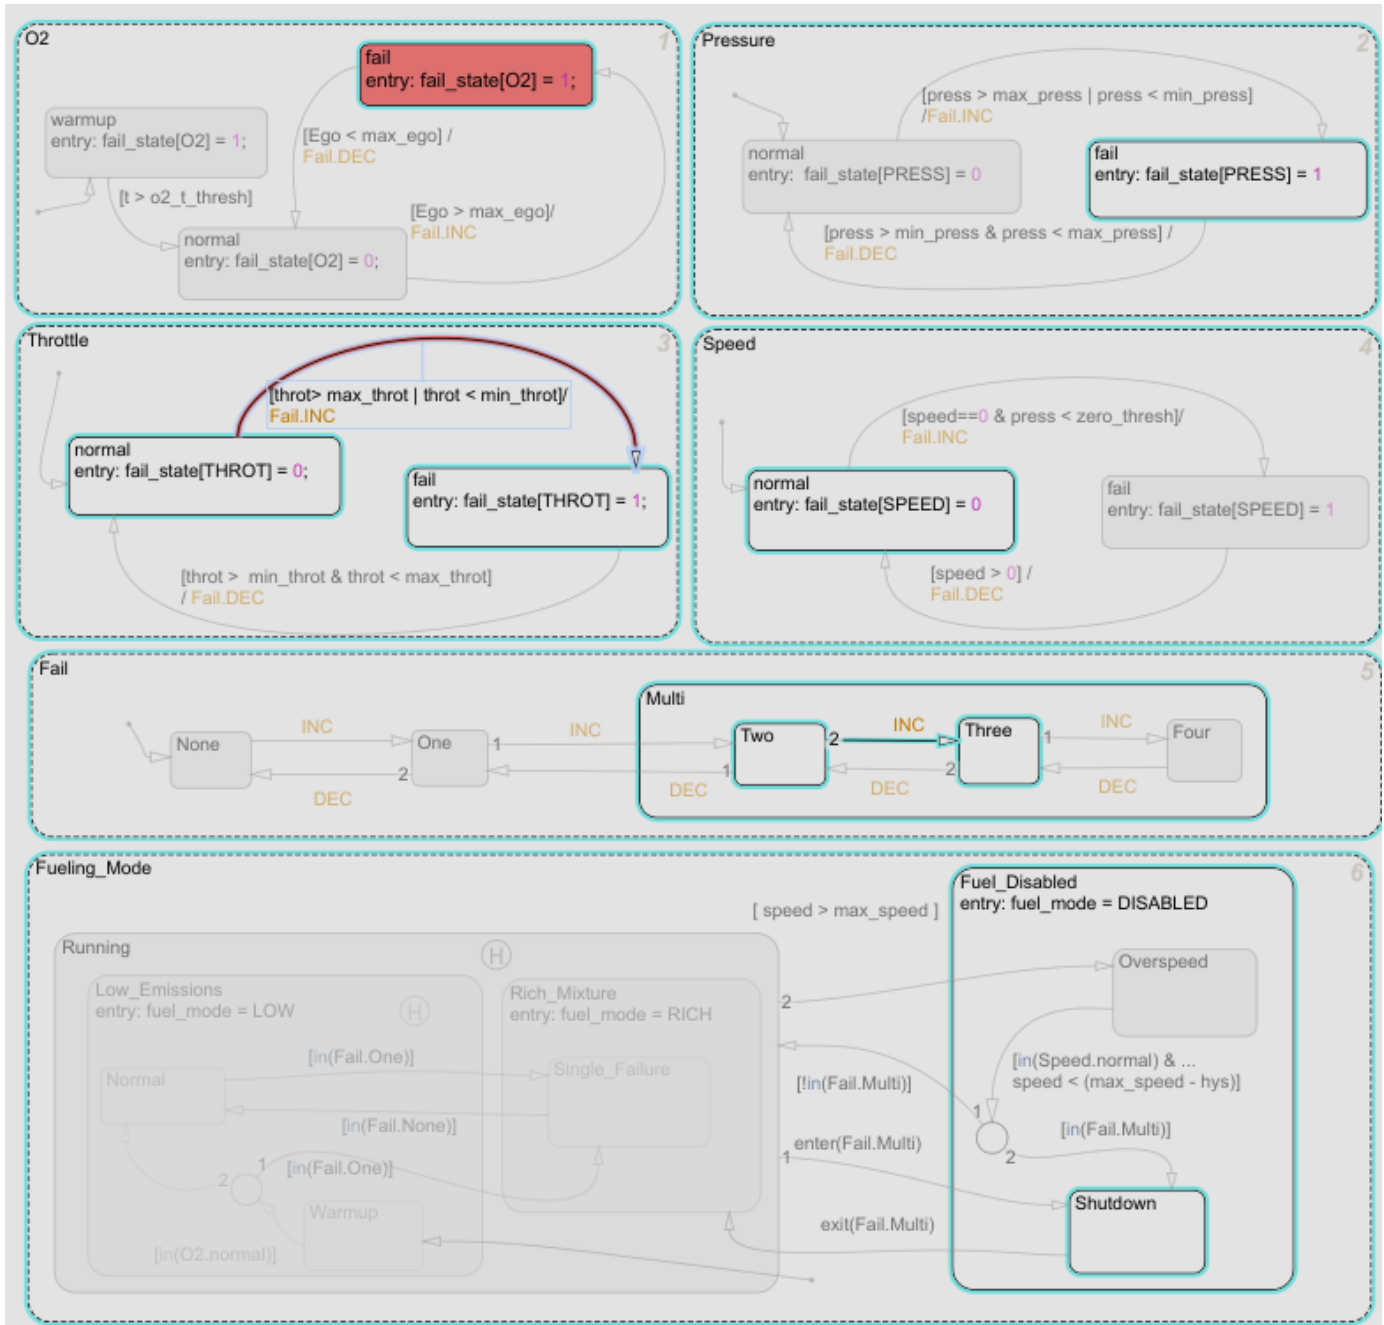 O2
1
fail
entry: fail_state[O2] = 1;
warmup
entry: fail_state[O2] = 1;
[Ego < max_ego] /
Fail.DEC
[t > o2_t_thresh]
[Ego > max_ego]/
Fail.INC
normal
entry: fail_state[O2] = 0;
Pressure
2
[press > max_press | press < min_press]
/Fail.INC
normal
entry:  fail_state[PRESS] = 0
fail
entry: fail_state[PRESS] = 1
[press > min_press & press < max_press] /
Fail.DEC
Throttle
3
[throt> max_throt | throt < min_throt]/
Fail.INC
normal
entry: fail_state[THROT] = 0;
fail
entry: fail_state[THROT] = 1;
[throt >  min_throt & throt < max_throt]
/ Fail.DEC
Speed
4
[speed==0 & press < zero_thresh]/
Fail.INC
normal
entry: fail_state[SPEED] = 0
fail
entry: fail_state[SPEED] = 1
[speed > 0] /
Fail.DEC
Fail
5
Multi
None
INC
DEC
One
1
2
INC
DEC
Two
1
2
INC
DEC
Three
1
2
INC
DEC
Four
Fueling_Mode
6
[ speed > max_speed ]
Fuel_Disabled
entry: fuel_mode = DISABLED
Running
H
Low_Emissions
entry: fuel_mode = LOW
H
Rich_Mixture
entry: fuel_mode = RICH
2
Overspeed
[in(Fail.One)]
Normal
Single_Failure
[!in(Fail.Multi)]
[in(Speed.normal) & ...
speed < (max_speed - hys)]
[in(Fail.None)]
1
[in(Fail.Multi)]
2
enter(Fail.Multi)
1
1
[in(Fail.One)]
2
Warmup
Shutdown
exit(Fail.Multi)
[in(O2.normal)]